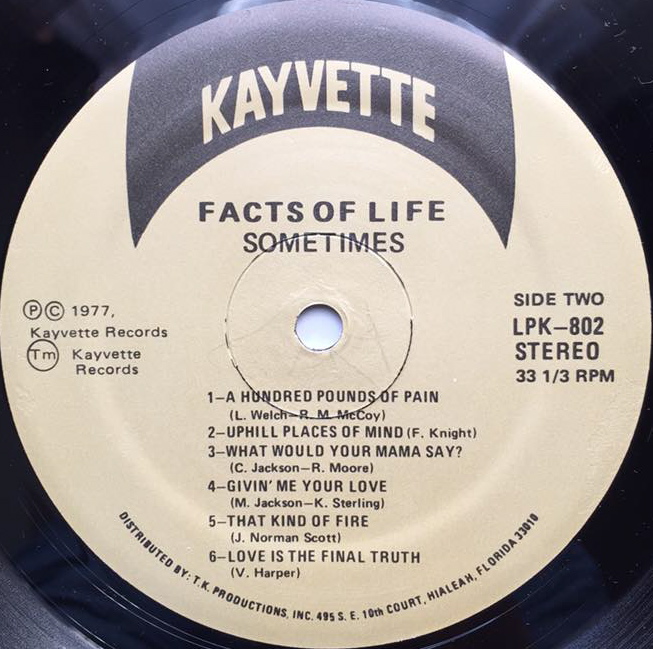 KAYVETTE
FACTS OF LIFE
SOMETIMES
Ⓟ© 1977,
Kayvette Records
Tm Kayvette
Records
SIDE TWO
LPK–802
STEREO
33 1/3 RPM
1–A HUNDRED POUNDS OF PAIN
(L. Welch–R. M. McCoy)
2–UPHILL PLACES OF MIND (F. Knight)
3–WHAT WOULD YOUR MAMA SAY?
(C. Jackson–R. Moore)
4–GIVIN' ME YOUR LOVE
(M. Jackson–K. Sterling)
5–THAT KIND OF FIRE
(J. Norman Scott)
6–LOVE IS THE FINAL TRUTH
(V. Harper)
DISTRIBUTED BY: T.K. PRODUCTIONS, INC. 495 S. E. 10th COURT, HIALEAH, FLORIDA 33010